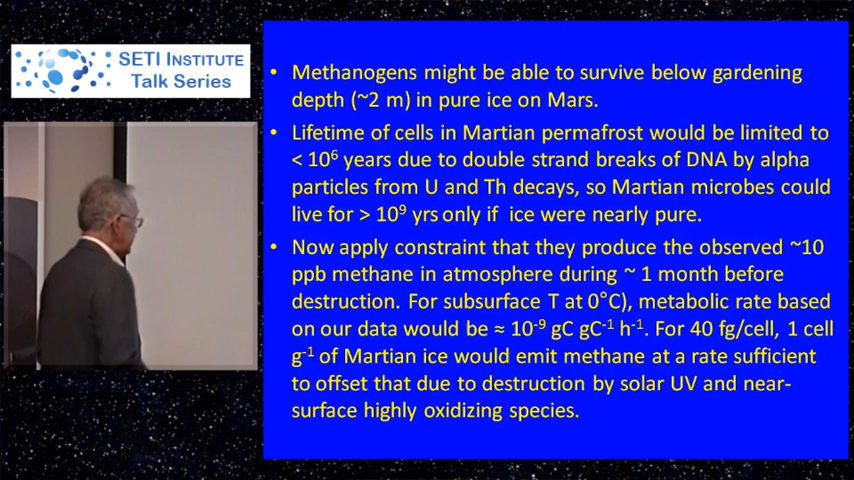 SETI INSTITUTE
Talk Series
• Methanogens might be able to survive below gardening
depth (~2 m) in pure ice on Mars.
• Lifetime of cells in Martian permafrost would be limited to
< 10⁶ years due to double strand breaks of DNA by alpha
particles from U and Th decays, so Martian microbes could
live for > 10⁹ yrs only if ice were nearly pure.
• Now apply constraint that they produce the observed ~10
ppb methane in atmosphere during ~ 1 month before
destruction. For subsurface T at 0°C), metabolic rate based
on our data would be ≈ 10⁻⁹ gC gC⁻¹ h⁻¹. For 40 fg/cell, 1 cell
g⁻¹ of Martian ice would emit methane at a rate sufficient
to offset that due to destruction by solar UV and near-
surface highly oxidizing species.